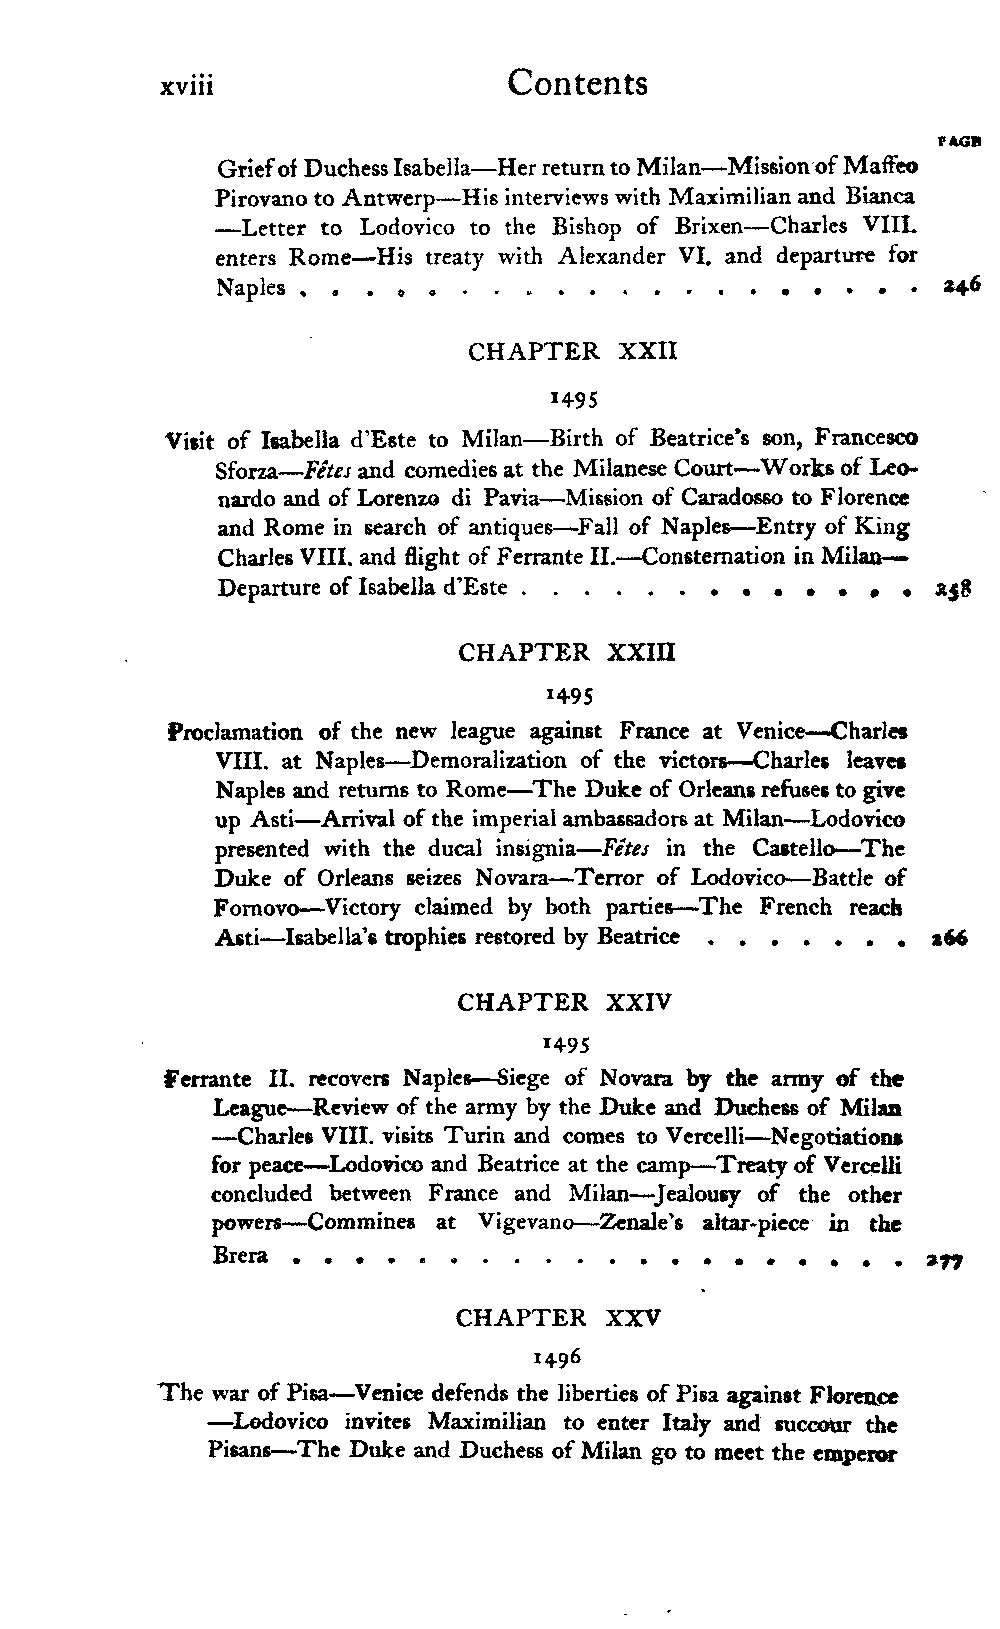 xviii Contents
PAGE
Grief of Duchess Isabella—Her return to Milan—Mission of Maffeo
Pirovano to Antwerp—His interviews with Maximilian and Bianca
—Letter to Lodovico to the Bishop of Brixen—Charles VIII.
enters Rome—His treaty with Alexander VI. and departure for
Naples . . . . . . . . . . . . . . . . . . . . 246
CHAPTER XXII
1495
Visit of Isabella d'Este to Milan—Birth of Beatrice's son, Francesco
Sforza—Fêtes and comedies at the Milanese Court—Works of Leo-
nardo and of Lorenzo di Pavia—Mission of Caradosso to Florence
and Rome in search of antiques—Fall of Naples—Entry of King
Charles VIII. and flight of Ferrante II.—Consternation in Milan—
Departure of Isabella d'Este . . . . . . . . . . . . . 258
CHAPTER XXIII
1495
Proclamation of the new league against France at Venice—Charles
VIII. at Naples—Demoralization of the victors—Charles leaves
Naples and returns to Rome—The Duke of Orleans refuses to give
up Asti—Arrival of the imperial ambassadors at Milan—Lodovico
presented with the ducal insignia—Fêtes in the Castello—The
Duke of Orleans seizes Novara—Terror of Lodovico—Battle of
Fornovo—Victory claimed by both parties—The French reach
Asti—Isabella's trophies restored by Beatrice . . . . . . . 266
CHAPTER XXIV
1495
Ferrante II. recovers Naples—Siege of Novara by the army of the
League—Review of the army by the Duke and Duchess of Milan
—Charles VIII. visits Turin and comes to Vercelli—Negotiations
for peace—Lodovico and Beatrice at the camp—Treaty of Vercelli
concluded between France and Milan—Jealousy of the other
powers—Commines at Vigevano—Zenale's altar-piece in the
Brera . . . . . . . . . . . . . . . . . . . . 277
CHAPTER XXV
1496
The war of Pisa—Venice defends the liberties of Pisa against Florence
—Lodovico invites Maximilian to enter Italy and succour the
Pisans—The Duke and Duchess of Milan go to meet the emperor